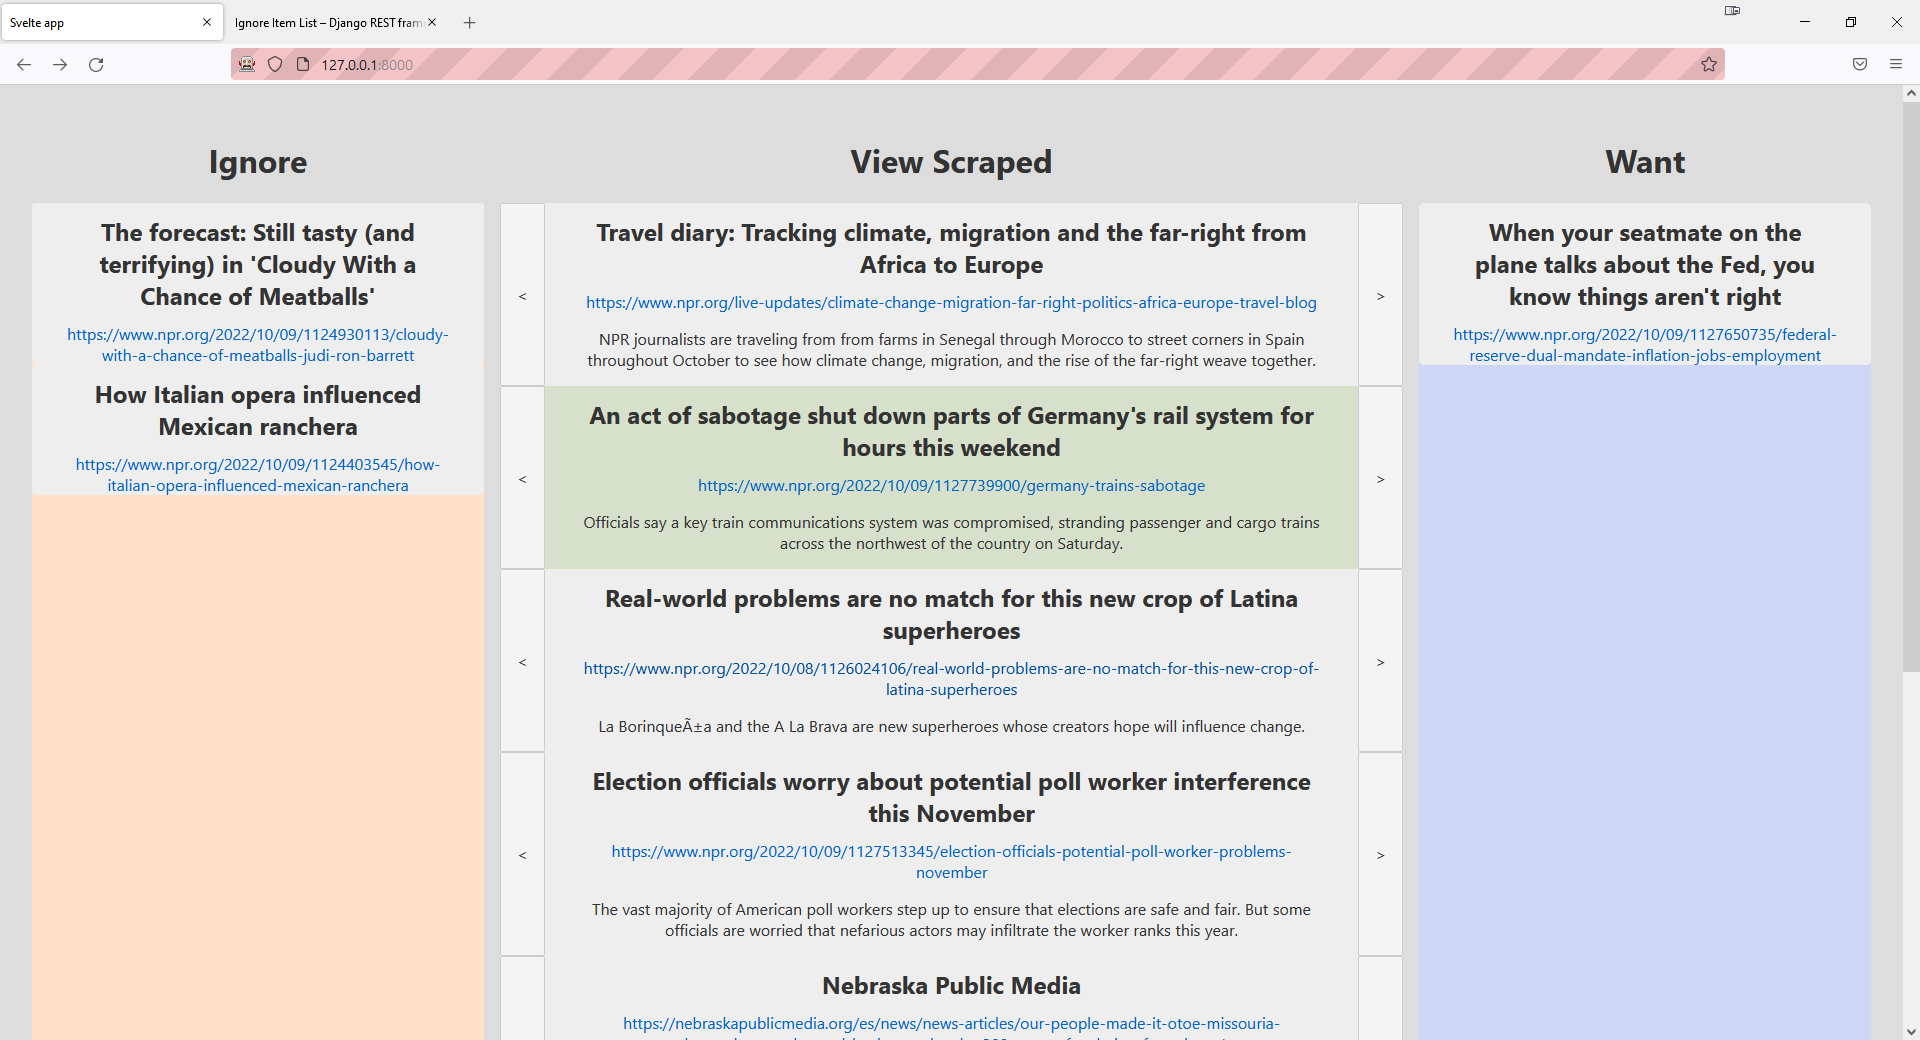 Svelte app
Ignore Item List – Django REST fram
127.0.0.1:8000
Ignore
View Scraped
Want
The forecast: Still tasty (and
terrifying) in 'Cloudy With a
Chance of Meatballs'
https://www.npr.org/2022/10/09/1124930113/cloudy-
with-a-chance-of-meatballs-judi-ron-barrett
How Italian opera influenced
Mexican ranchera
https://www.npr.org/2022/10/09/1124403545/how-
italian-opera-influenced-mexican-ranchera
<
Travel diary: Tracking climate, migration and the far-right from
Africa to Europe
https://www.npr.org/live-updates/climate-change-migration-far-right-politics-africa-europe-travel-blog
NPR journalists are traveling from from farms in Senegal through Morocco to street corners in Spain
throughout October to see how climate change, migration, and the rise of the far-right weave together.
>
<
An act of sabotage shut down parts of Germany's rail system for
hours this weekend
https://www.npr.org/2022/10/09/1127739900/germany-trains-sabotage
Officials say a key train communications system was compromised, stranding passenger and cargo trains
across the northwest of the country on Saturday.
>
<
Real-world problems are no match for this new crop of Latina
superheroes
https://www.npr.org/2022/10/08/1126024106/real-world-problems-are-no-match-for-this-new-crop-of-
latina-superheroes
La BorinqueÃ±a and the A La Brava are new superheroes whose creators hope will influence change.
>
<
Election officials worry about potential poll worker interference
this November
https://www.npr.org/2022/10/09/1127513345/election-officials-potential-poll-worker-problems-
november
The vast majority of American poll workers step up to ensure that elections are safe and fair. But some
officials are worried that nefarious actors may infiltrate the worker ranks this year.
>
Nebraska Public Media
https://nebraskapublicmedia.org/es/news/news-articles/our-people-made-it-otoe-missouria-
When your seatmate on the
plane talks about the Fed, you
know things aren't right
https://www.npr.org/2022/10/09/1127650735/federal-
reserve-dual-mandate-inflation-jobs-employment